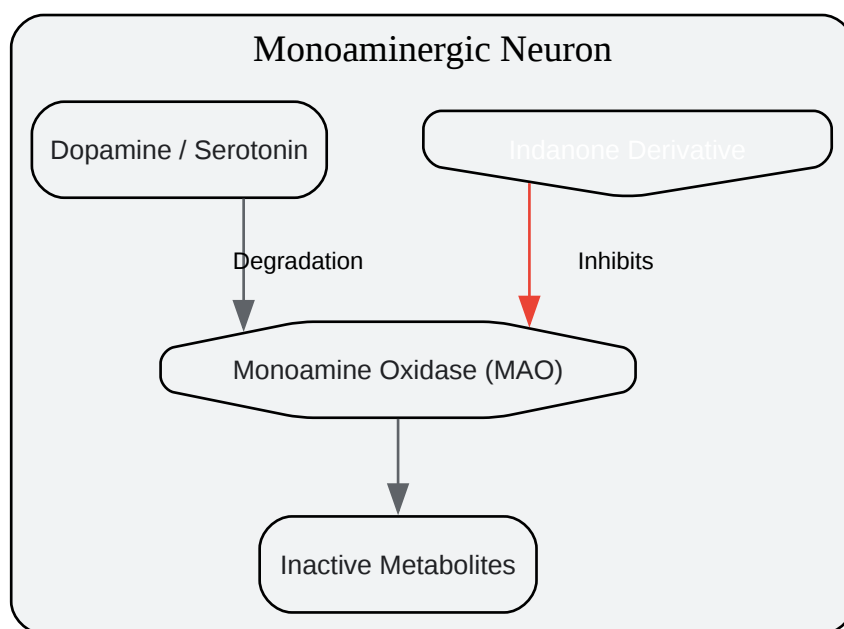 Monoaminergic Neuron
Dopamine / Serotonin
Indanone Derivative
Degradation
Inhibits
Monoamine Oxidase (MAO)
Inactive Metabolites